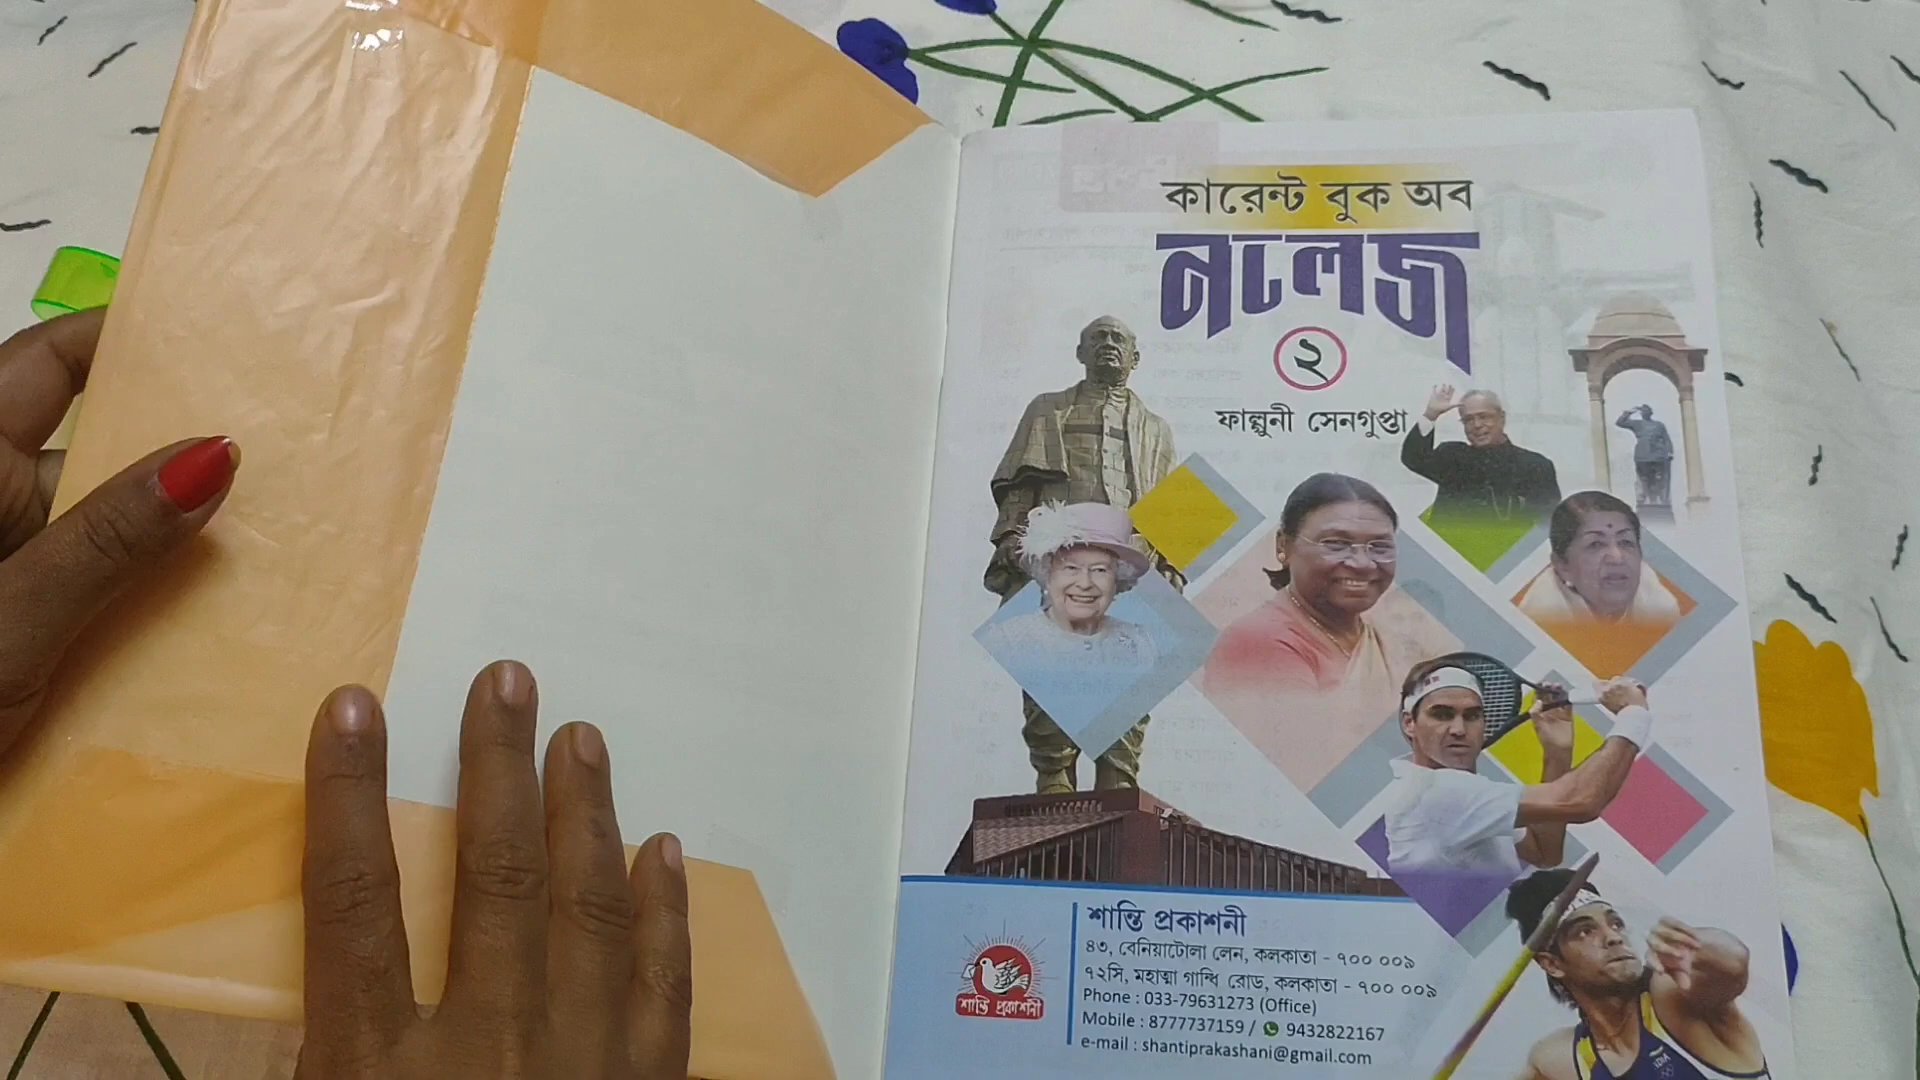 কারেন্ট বুক অব
নলেজ
২
ফাল্গুনী সেনগুপ্তা
শান্তি প্রকাশনী
৪৩, বেনিয়াটোলা লেন, কলকাতা - ৭০০ ০০৯
৭২সি, মহাত্মা গান্ধি রোড, কলকাতা - ৭০০ ০০৯
Phone : 033-79631273 (Office)
Mobile : 8777737159 / 9432822167
e-mail : shantiprakashani@gmail.com
শান্তি প্রকাশনী